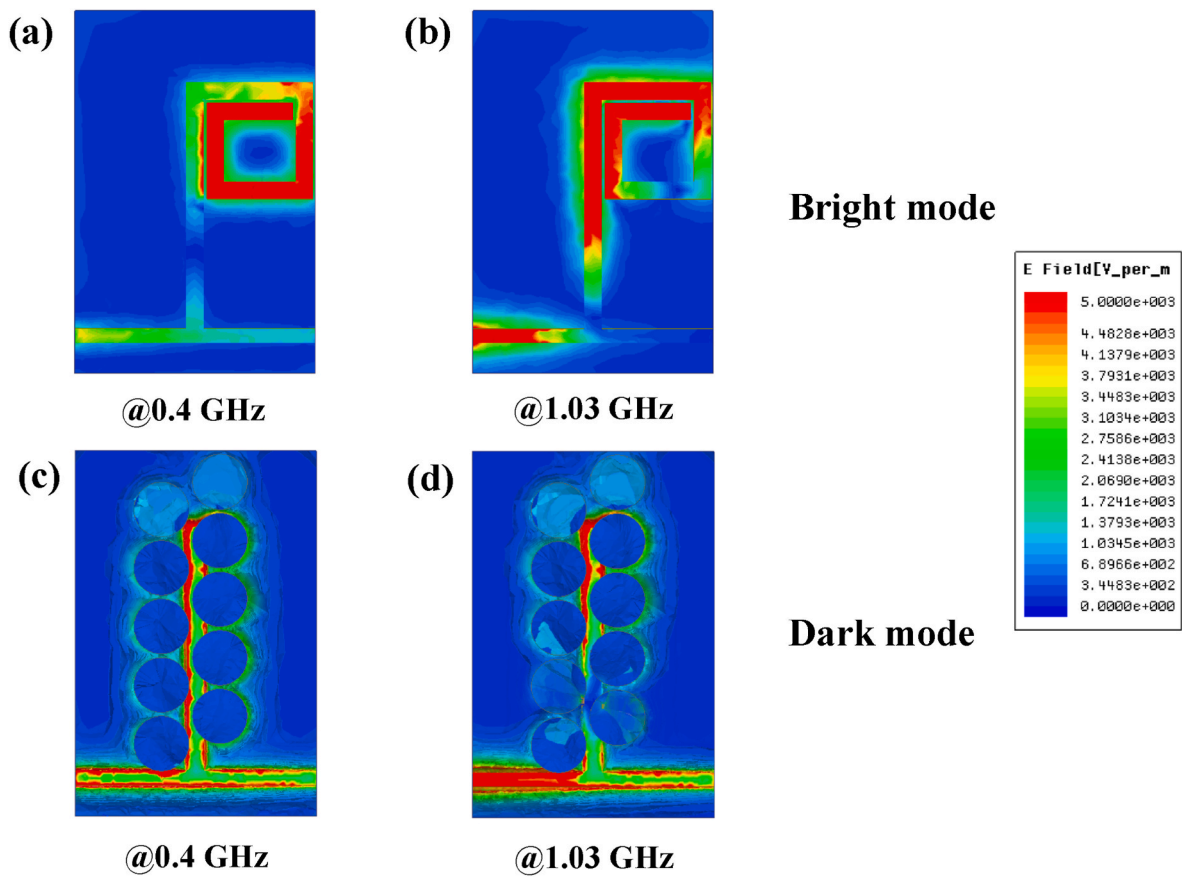 (a)
(b)
Bright mode
@0.4 GHz
@1.03 GHz
E Field[V_per_m
5.0000e+003
4.4828e+003
4.1379e+003
3.7931e+003
3.4483e+003
3.1034e+003
2.7586e+003
2.4138e+003
2.0690e+003
1.7241e+003
1.3793e+003
1.0345e+003
6.8966e+002
3.4483e+002
0.0000e+000
(c)
(d)
Dark mode
@0.4 GHz
@1.03 GHz